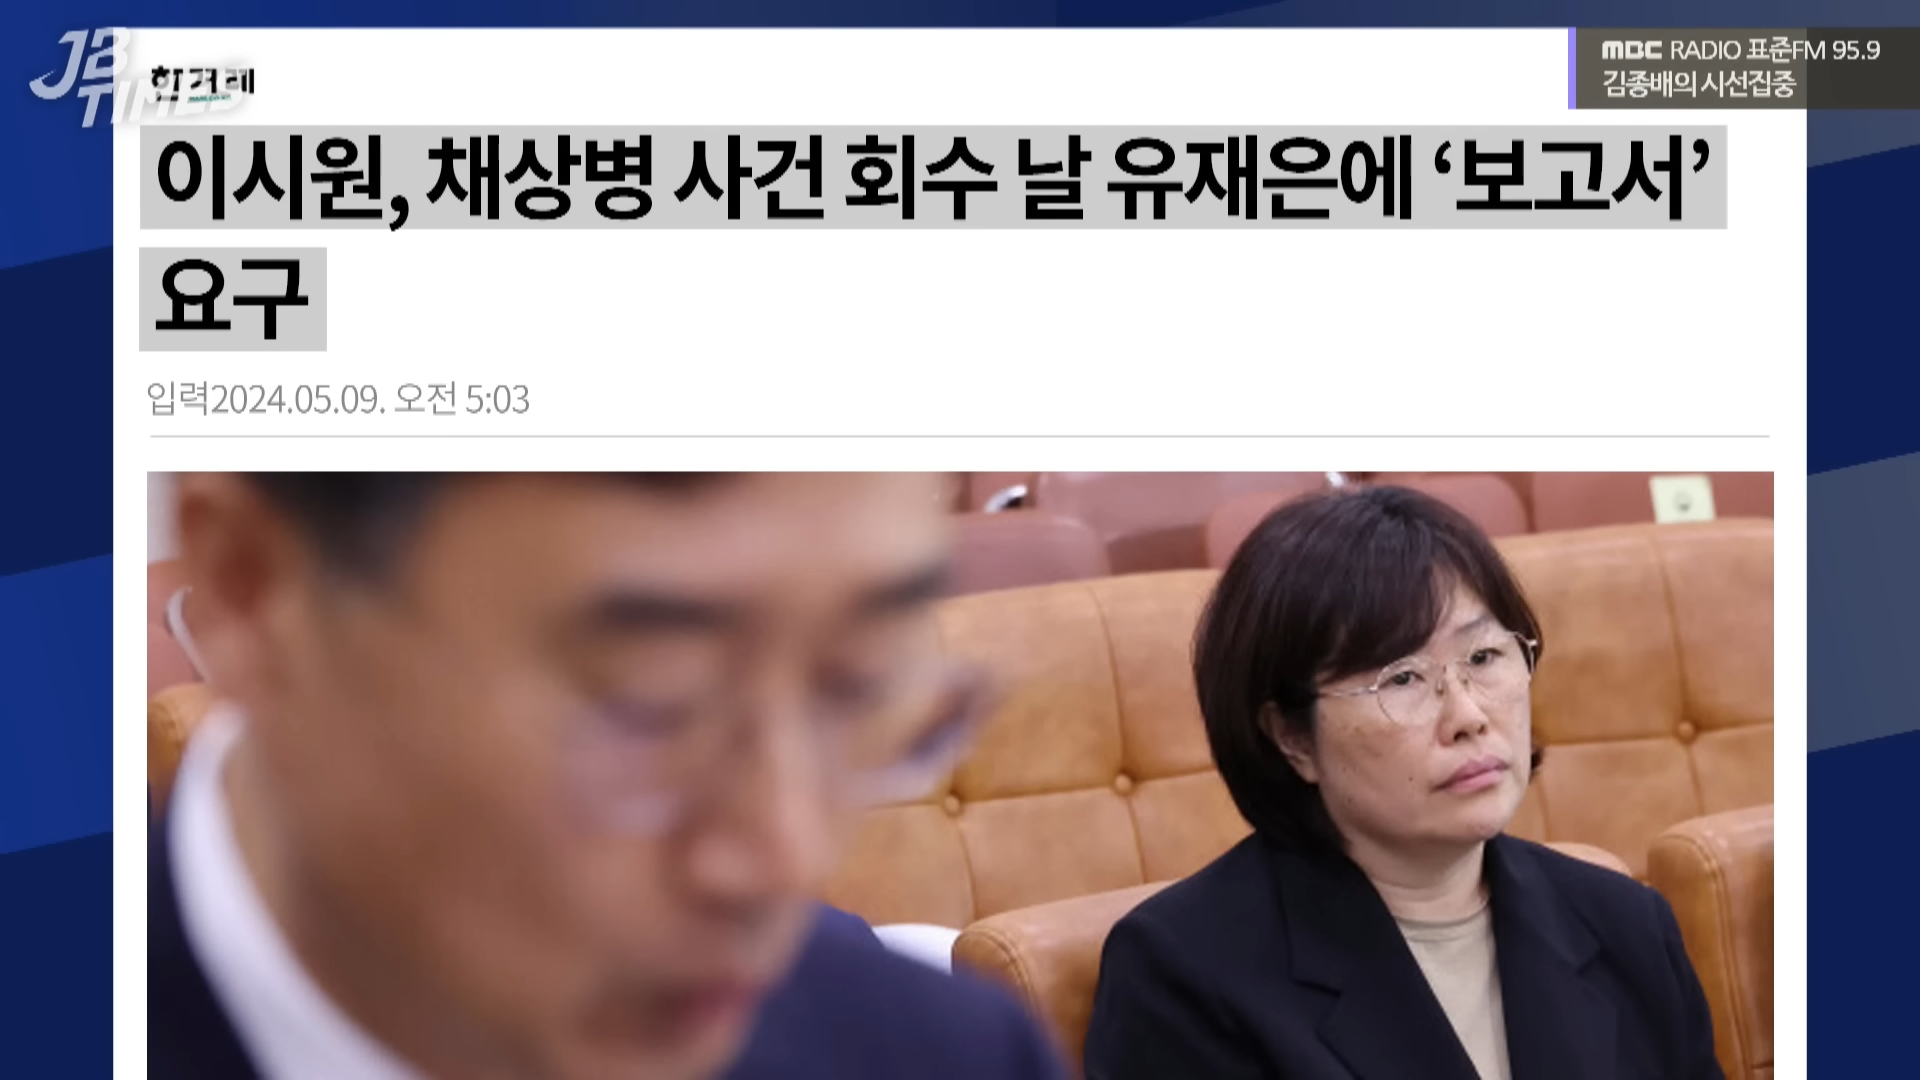 JB
TIMES
한겨레
MBC RADIO 표준FM 95.9
김종배의 시선집중
이시원, 채상병 사건 회수 날 유재은에 ‘보고서’
요구
입력2024.05.09. 오전 5:03